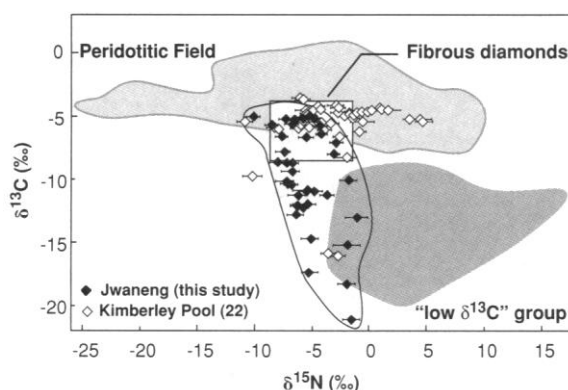 Peridotitic Field
Fibrous diamonds
0
-5
-10
-15
-20
δ¹³C (‰)
◆ Jwaneng (this study)
◇ Kimberley Pool (22)
"low δ¹³C" group
-25 -20 -15 -10 -5 0 5 10 15
δ¹⁵N (‰)